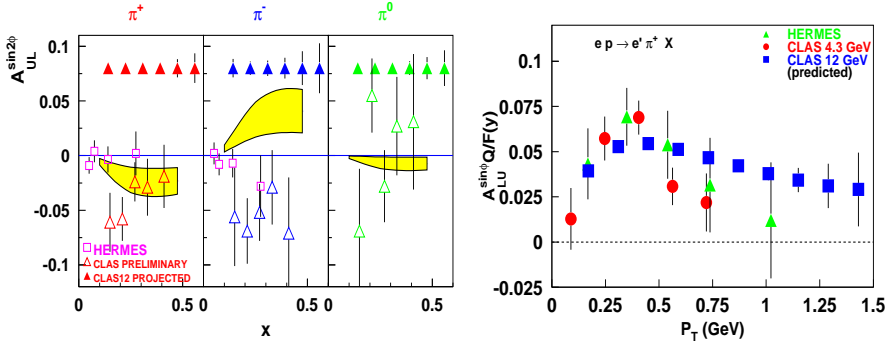 π+ π- π0
A_UL^sin2ϕ
0.1
0.05
0
-0.05
-0.1
HERMES
CLAS PRELIMINARY
CLAS12 PROJECTED
0 0.5 0.5 0.5
x
A_LU^sinϕ Q/F(y)
e p → e' π+ X
HERMES
CLAS 4.3 GeV
CLAS 12 GeV
(predicted)
0.1
0.075
0.05
0.025
0
-0.025
0 0.25 0.5 0.75 1 1.25 1.5
P_T (GeV)